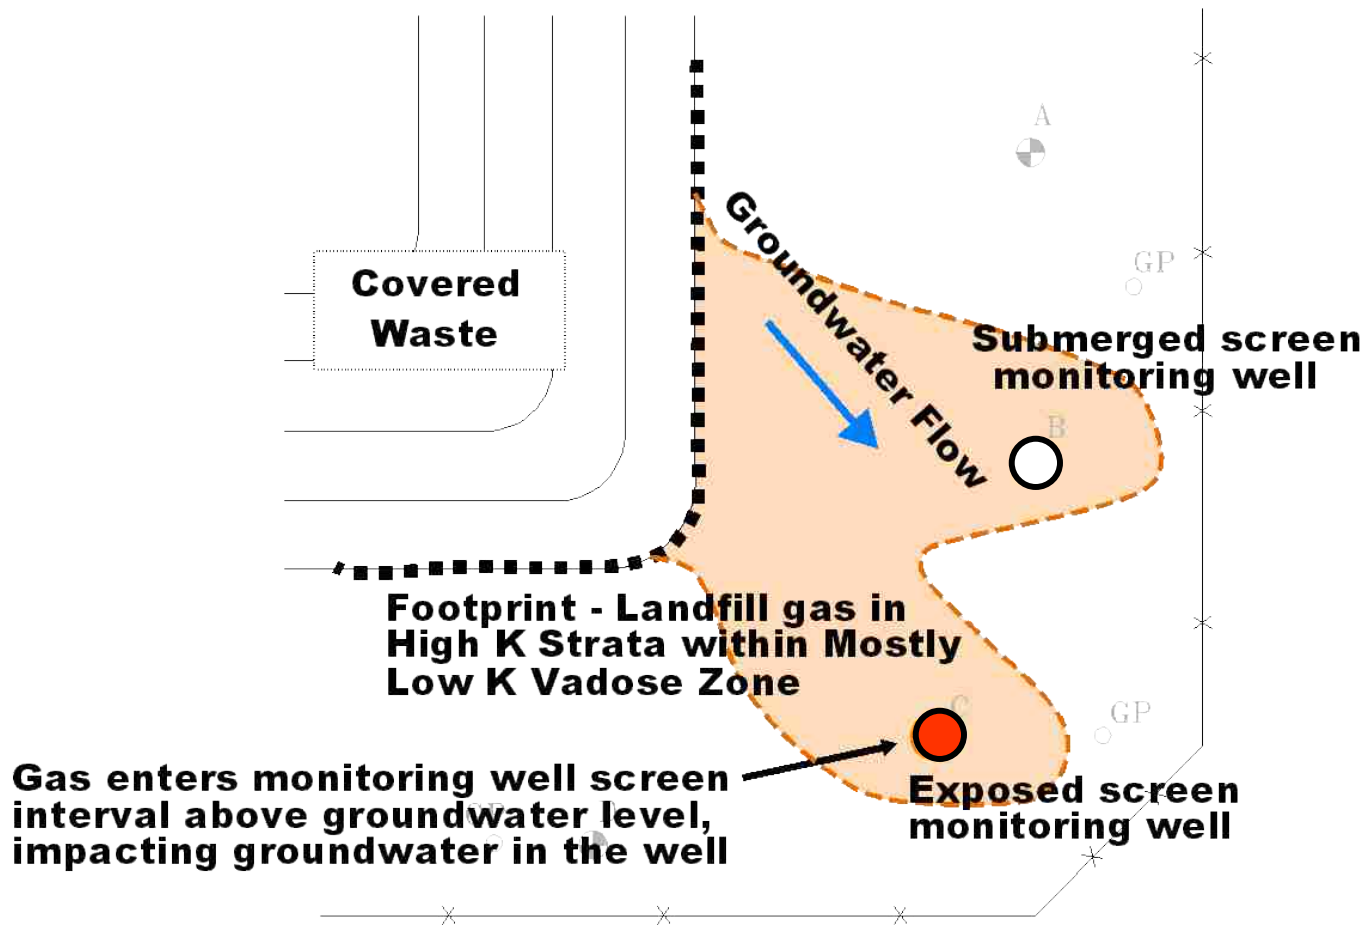 A
GP
Groundwater Flow
Covered
Waste
Submerged screen
monitoring well
B
Footprint - Landfill gas in
High K Strata within Mostly
Low K Vadose Zone
C
GP
Gas enters monitoring well screen
interval above groundwater level,
impacting groundwater in the well
GP
D
Exposed screen
monitoring well